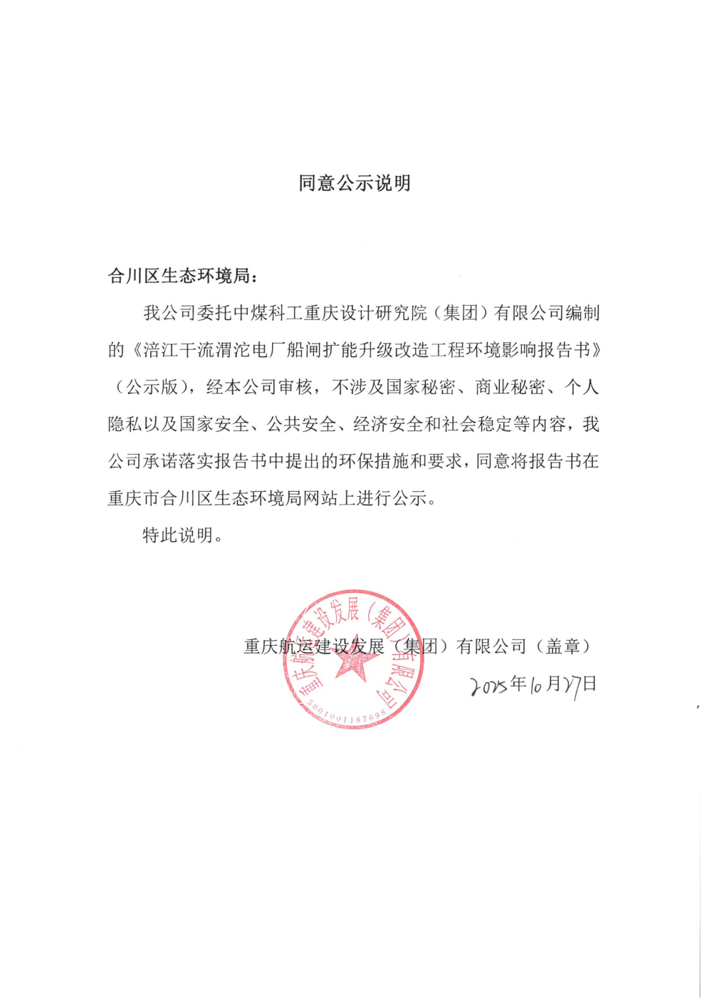 同意公示说明
合川区生态环境局：
我公司委托中煤科工重庆设计研究院（集团）有限公司编制
的《涪江干流渭沱电厂船闸扩能升级改造工程环境影响报告书》
（公示版），经本公司审核，不涉及国家秘密、商业秘密、个人
隐私以及国家安全、公共安全、经济安全和社会稳定等内容，我
公司承诺落实报告书中提出的环保措施和要求，同意将报告书在
重庆市合川区生态环境局网站上进行公示。
特此说明。
重庆航运建设发展（集团）有限公司
重庆航运建设发展（集团）有限公司（盖章）
2025年10月27日
5001001187698